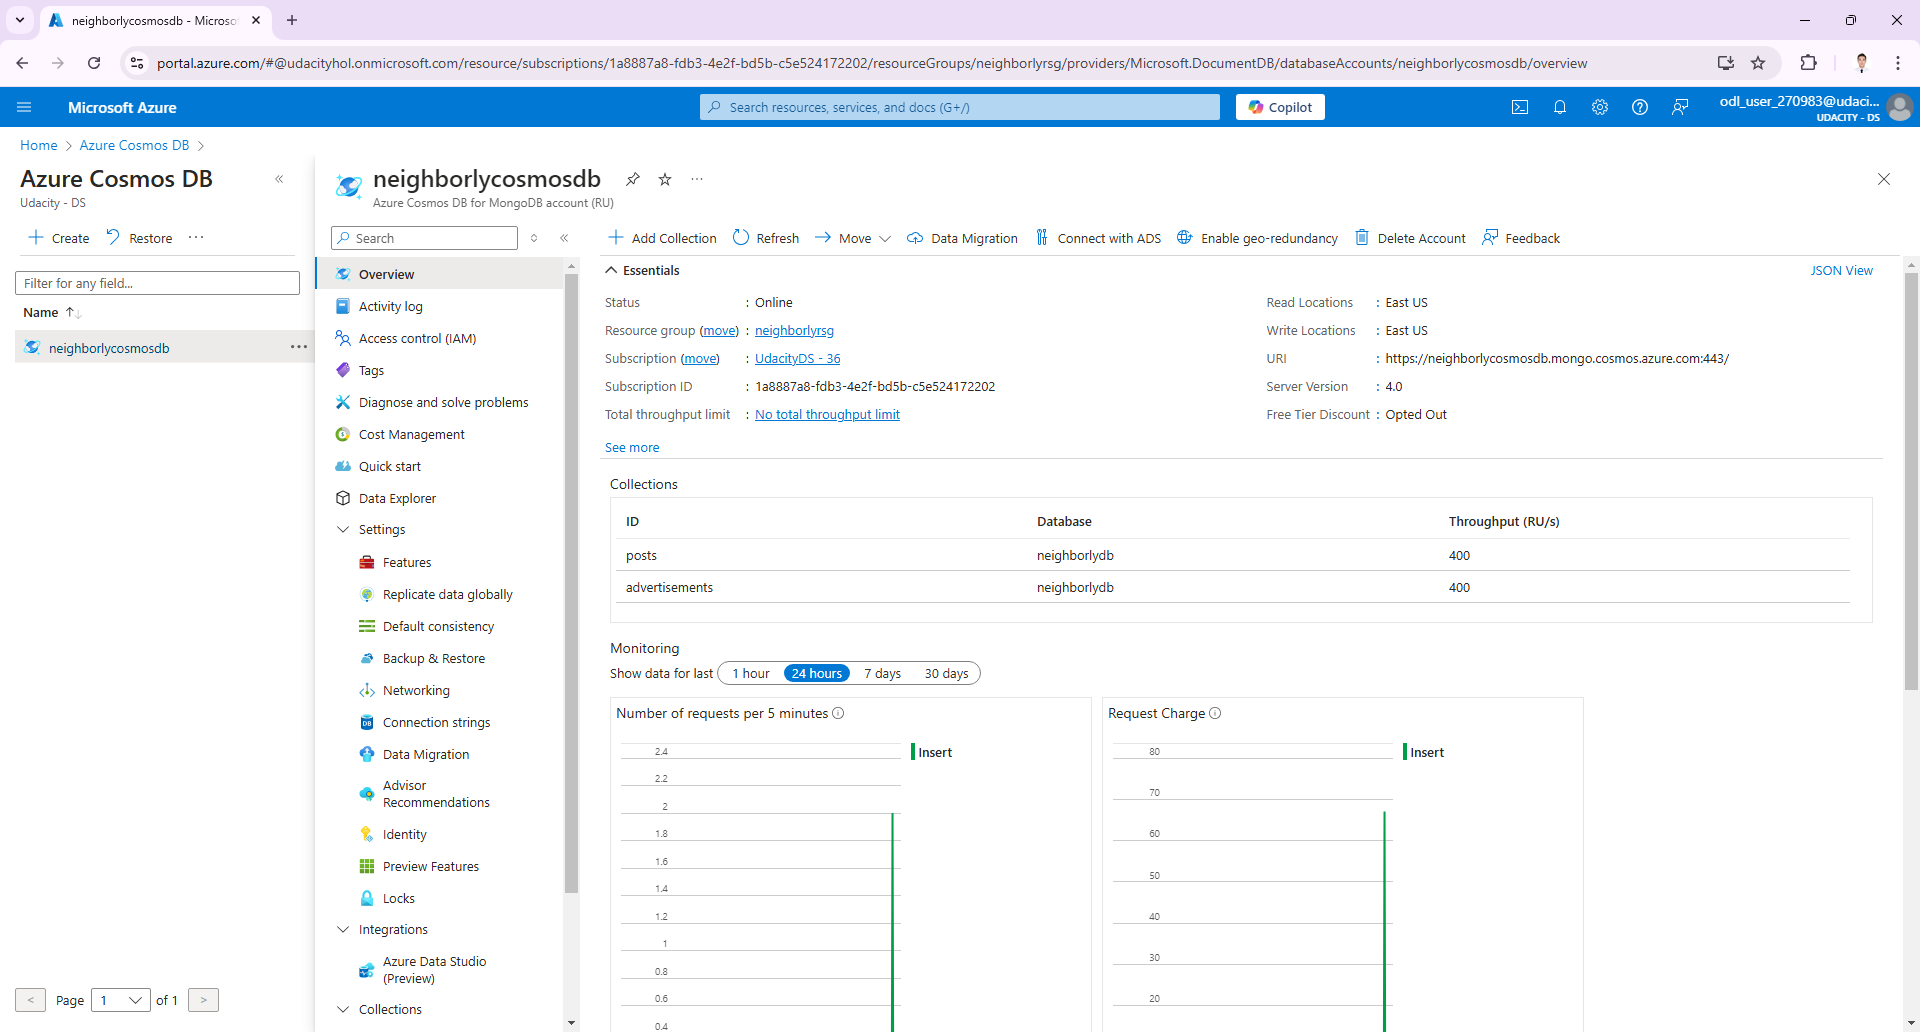 neighborlycosmosdb - Microso
portal.azure.com/#@udacityhol.onmicrosoft.com/resource/subscriptions/1a8887a8-fdb3-4e2f-bd5b-c5e524172202/resourceGroups/neighborlyrsg/providers/Microsoft.DocumentDB/databaseAccounts/neighborlycosmosdb/overview
Microsoft Azure
Search resources, services, and docs (G+/)
Copilot
odl_user_270983@udaci...
UDACITY - DS
Home > Azure Cosmos DB >
Azure Cosmos DB
Udacity - DS
Create
Restore
Filter for any field...
Name
neighborlycosmosdb
< Page 1 of 1 >
neighborlycosmosdb
Azure Cosmos DB for MongoDB account (RU)
Search
Overview
Activity log
Access control (IAM)
Tags
Diagnose and solve problems
Cost Management
Quick start
Data Explorer
Settings
Features
Replicate data globally
Default consistency
Backup & Restore
Networking
DB
Connection strings
Data Migration
Advisor
Recommendations
Identity
Preview Features
Locks
Integrations
Azure Data Studio
(Preview)
Collections
Add Collection
Refresh
Move
Data Migration
Connect with ADS
Enable geo-redundancy
Delete Account
Feedback
Essentials
JSON View
Status : Online
Resource group (move) : neighborlyrsg
Subscription (move) : UdacityDS - 36
Subscription ID : 1a8887a8-fdb3-4e2f-bd5b-c5e524172202
Total throughput limit : No total throughput limit
Read Locations : East US
Write Locations : East US
URI : https://neighborlycosmosdb.mongo.cosmos.azure.com:443/
Server Version : 4.0
Free Tier Discount : Opted Out
See more
Collections
ID Database Throughput (RU/s)
posts neighborlydb 400
advertisements neighborlydb 400
Monitoring
Show data for last 1 hour 24 hours 7 days 30 days
Number of requests per 5 minutes
2.4
2.2
2
1.8
1.6
1.4
1.2
1
0.8
0.6
0.4
Insert
Request Charge
80
70
60
50
40
30
20
Insert